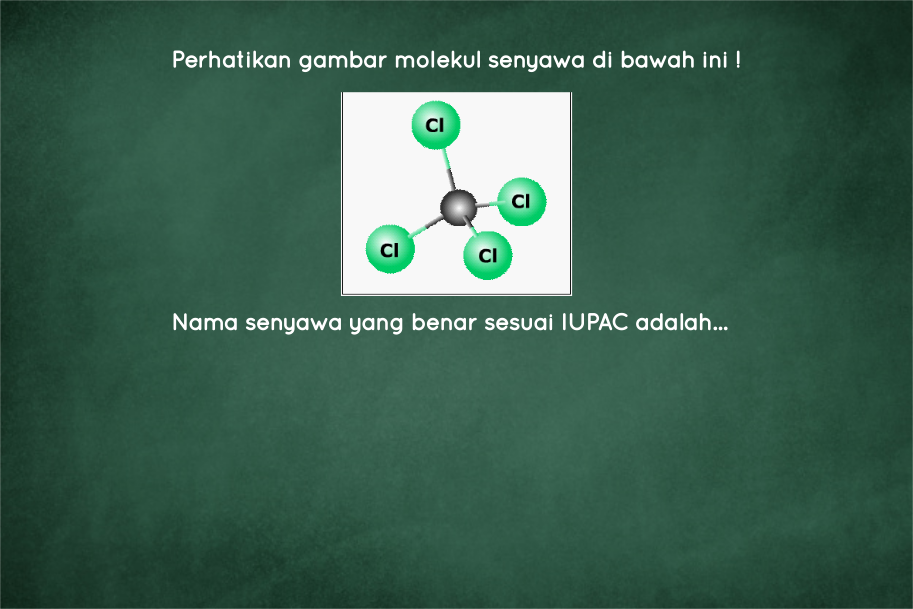 Perhatikan gambar molekul senyawa di bawah ini !
Cl
Cl
Cl
Cl
Nama senyawa yang benar sesuai IUPAC adalah...